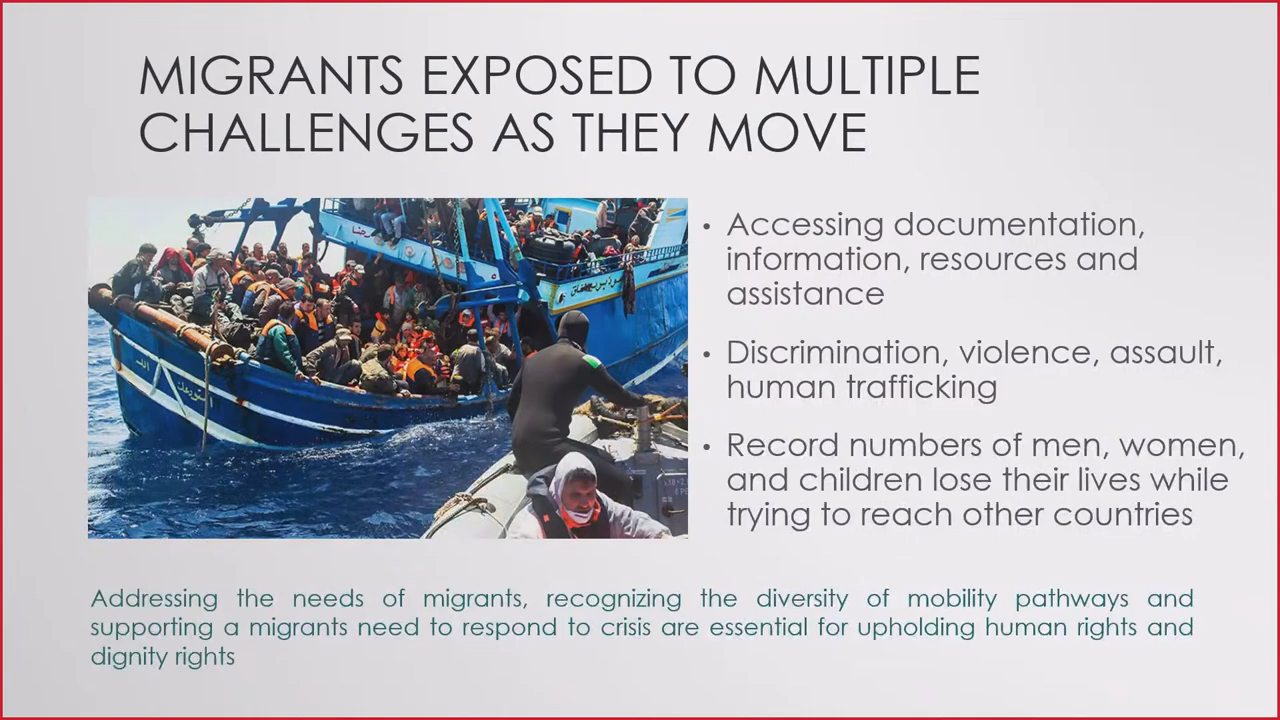 MIGRANTS EXPOSED TO MULTIPLE
CHALLENGES AS THEY MOVE
• Accessing documentation,
information, resources and
assistance
• Discrimination, violence, assault,
human trafficking
• Record numbers of men, women,
and children lose their lives while
trying to reach other countries
Addressing the needs of migrants, recognizing the diversity of mobility pathways and
supporting a migrants need to respond to crisis are essential for upholding human rights and
dignity rights